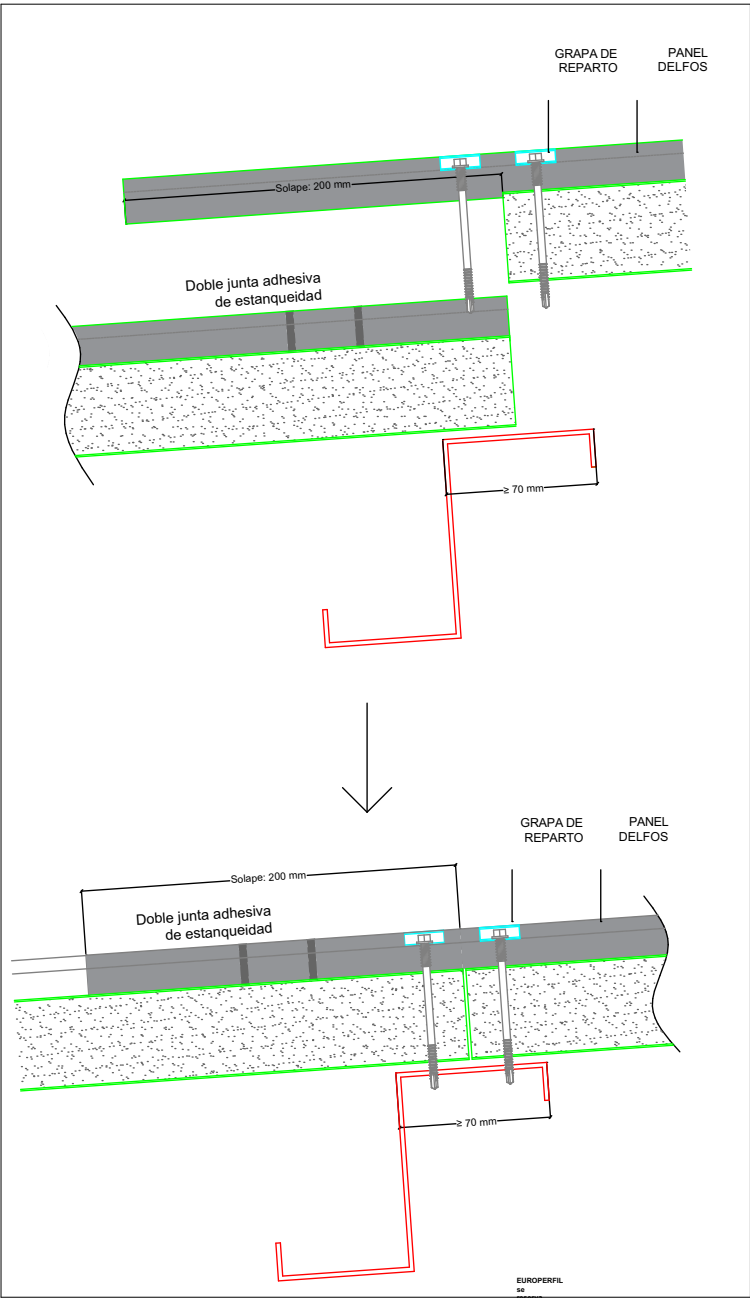 GRAPA DE
REPARTO
PANEL
DELFOS
Solape: 200 mm
Doble junta adhesiva
de estanqueidad
≥ 70 mm
GRAPA DE
REPARTO
PANEL
DELFOS
Solape: 200 mm
Doble junta adhesiva
de estanqueidad
≥ 70 mm
EUROPERFIL
se